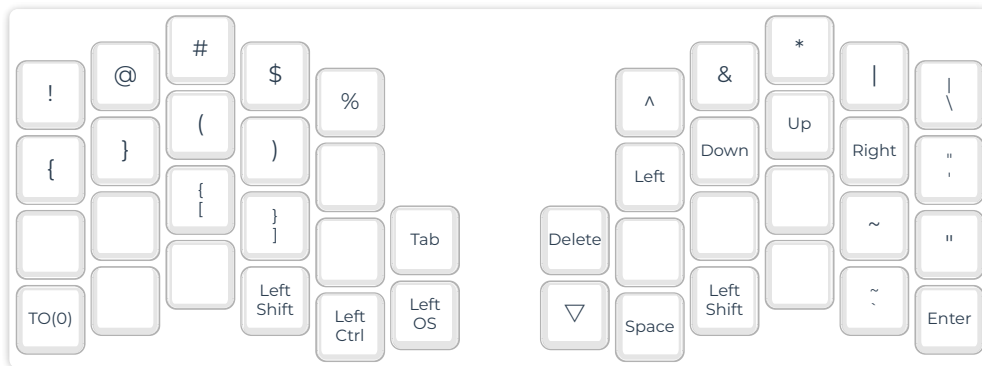 ! @ # $ % ^ & * | |
\
{ } ( ) Left Down Up Right "
'
{
[
}
]
Tab Delete ~ "
TO(0) Left
Shift
Left
Ctrl
Left
OS
▽ Space Left
Shift
~
`
Enter